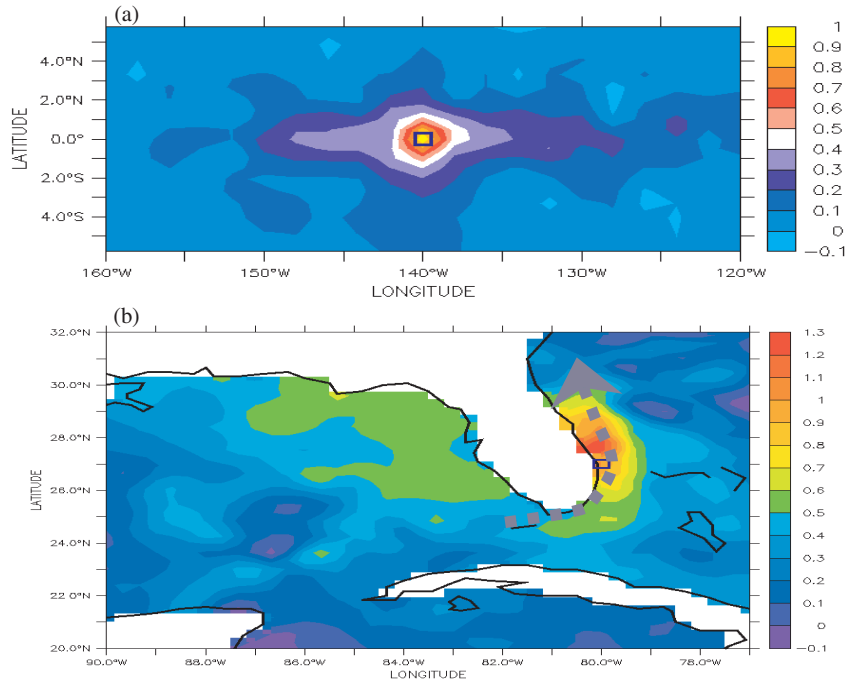 (a)
4.0°N
2.0°N
0.0°
2.0°S
4.0°S
LATITUDE
160°W 150°W 140°W 130°W 120°W
LONGITUDE
1
0.9
0.8
0.7
0.6
0.5
0.4
0.3
0.2
0.1
0
−0.1
(b)
32.0°N
30.0°N
28.0°N
26.0°N
24.0°N
22.0°N
20.0°N
LATITUDE
90.0°W 88.0°W 86.0°W 84.0°W 82.0°W 80.0°W 78.0°W
LONGITUDE
1.3
1.2
1.1
1
0.9
0.8
0.7
0.6
0.5
0.4
0.3
0.2
0.1
0
−0.1